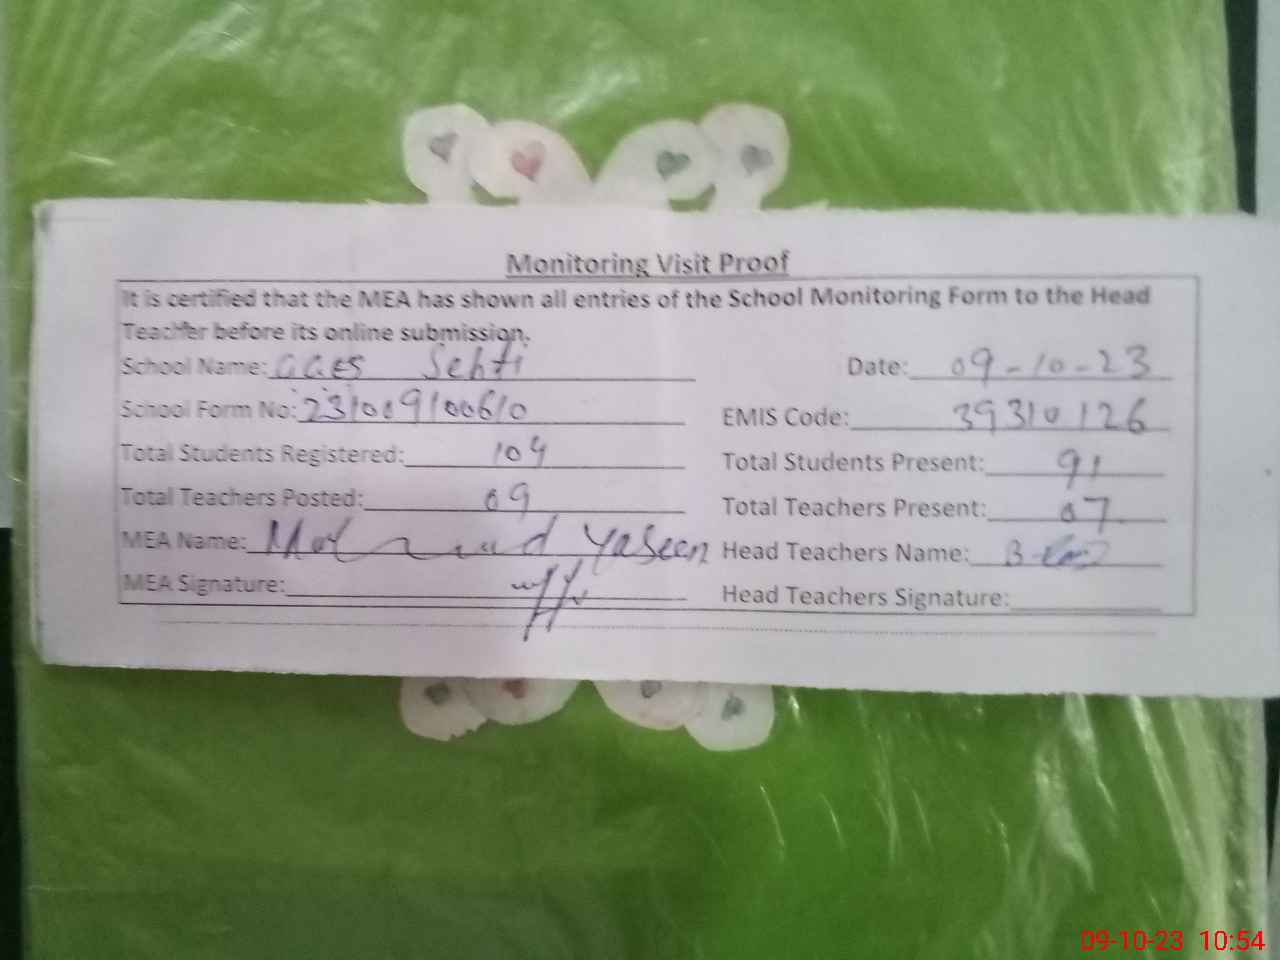 Monitoring Visit Proof
It is certified that the MEA has shown all entries of the School Monitoring Form to the Head
Teacher before its online submission.
School Name: GGES Sehti Date: 09-10-23
School Form No: 231009100610 EMIS Code: 39310126
Total Students Registered: 104 Total Students Present: 91
Total Teachers Posted: 09 Total Teachers Present: 07
MEA Name: Yaseen Head Teachers Name:
MEA Signature: Head Teachers Signature:
09-10-23 10:54